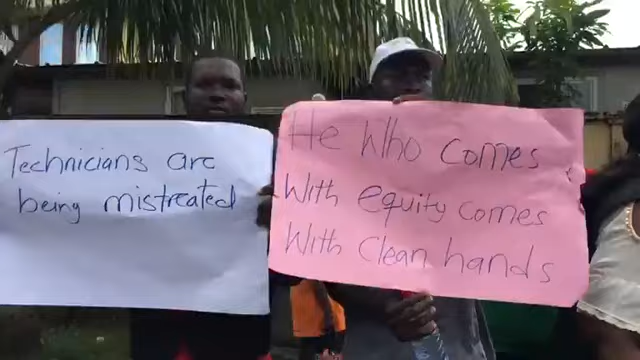 Technicians are
being mistreated
He Who comes
With equity comes
With clean hands